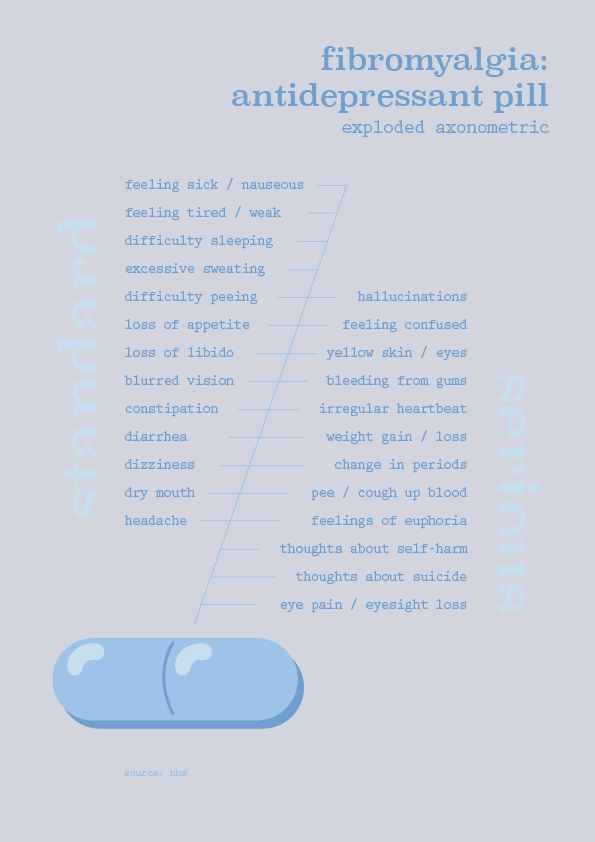 fibromyalgia:
antidepressant pill
exploded axonometric
standard
feeling sick / nauseous
feeling tired / weak
difficulty sleeping
excessive sweating
difficulty peeing
loss of appetite
loss of libido
blurred vision
constipation
diarrhea
dizziness
dry mouth
headache
serious
hallucinations
feeling confused
yellow skin / eyes
bleeding from gums
irregular heartbeat
weight gain / loss
change in periods
pee / cough up blood
feelings of euphoria
thoughts about self-harm
thoughts about suicide
eye pain / eyesight loss
source: nhs